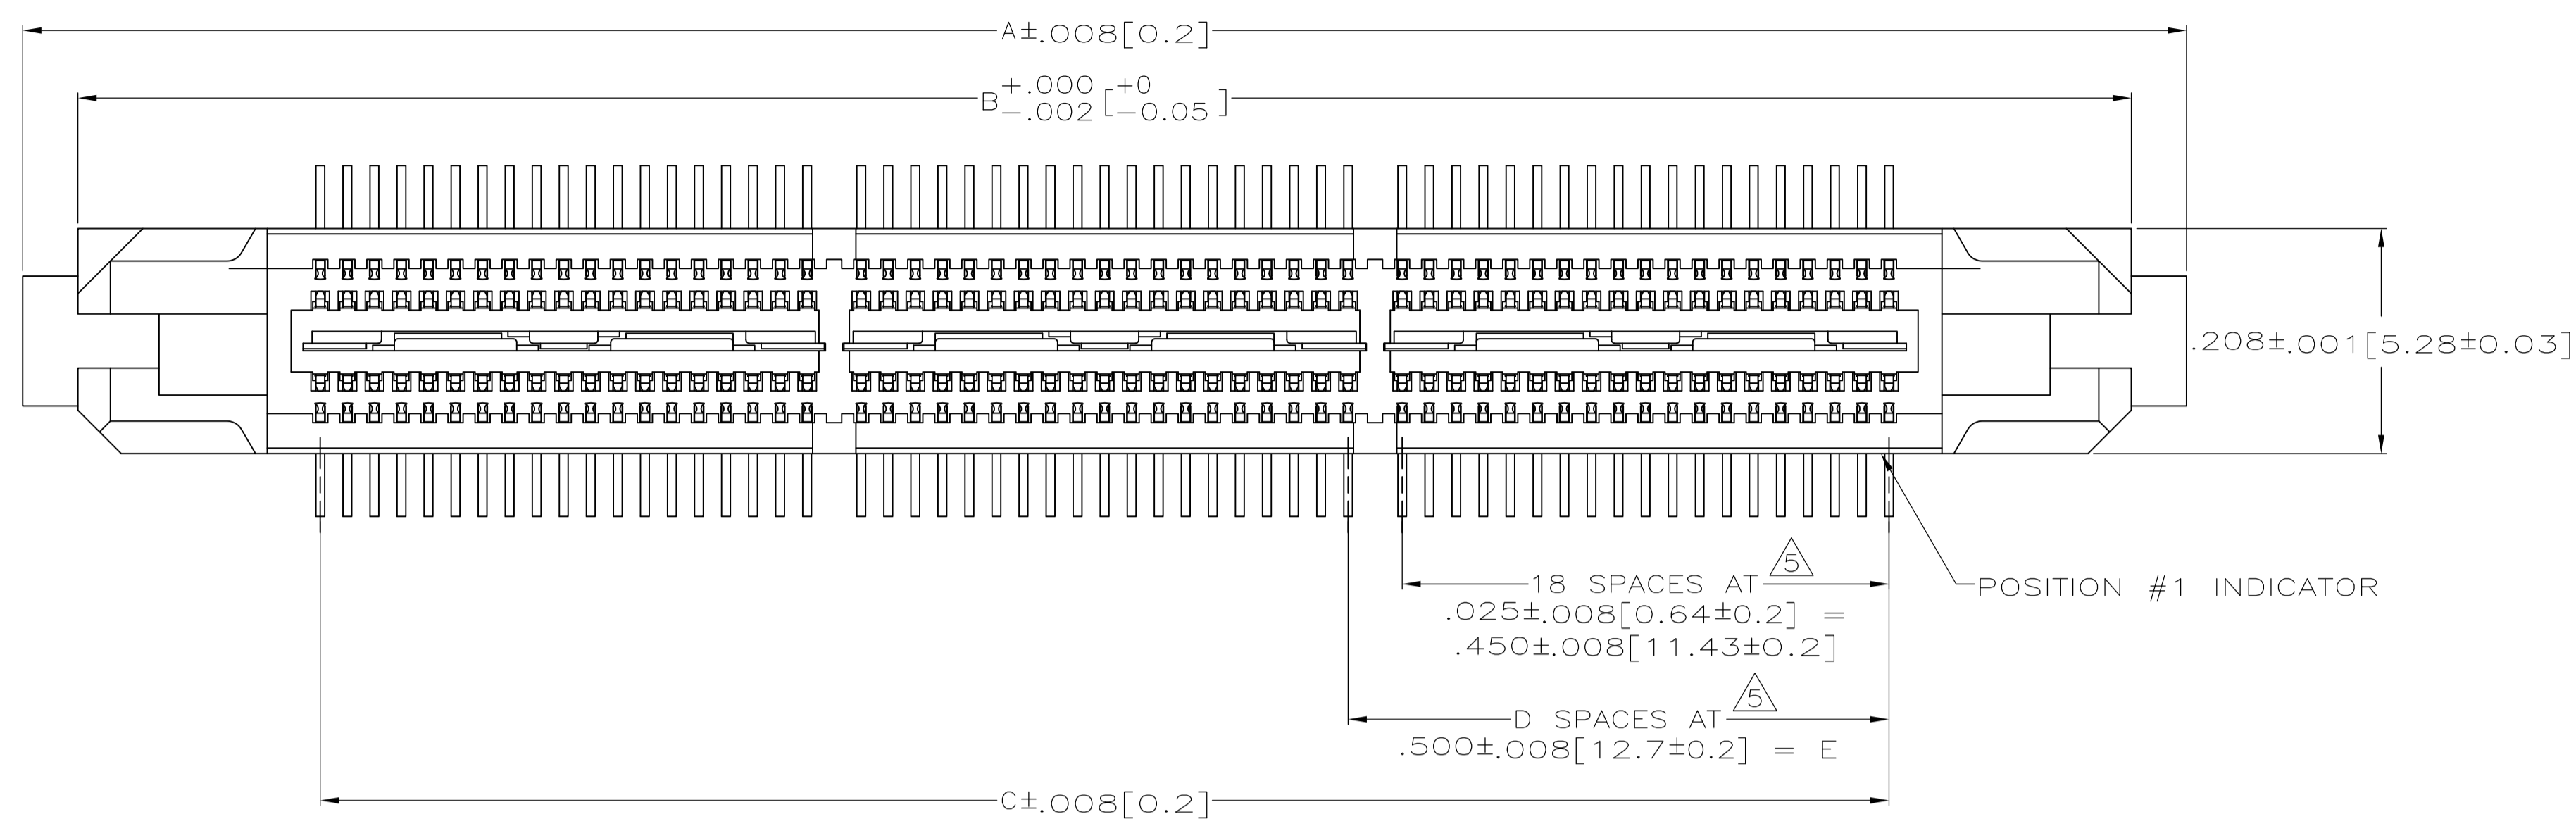 A±.008[0.2]
B +.000 -.002 [+0 -0.05]
.208±.001[5.28±0.03]
18 SPACES AT 5
.025±.008[0.64±0.2] =
.450±.008[11.43±0.2]
POSITION #1 INDICATOR
D SPACES AT 5
.500±.008[12.7±0.2] = E
C±.008[0.2]